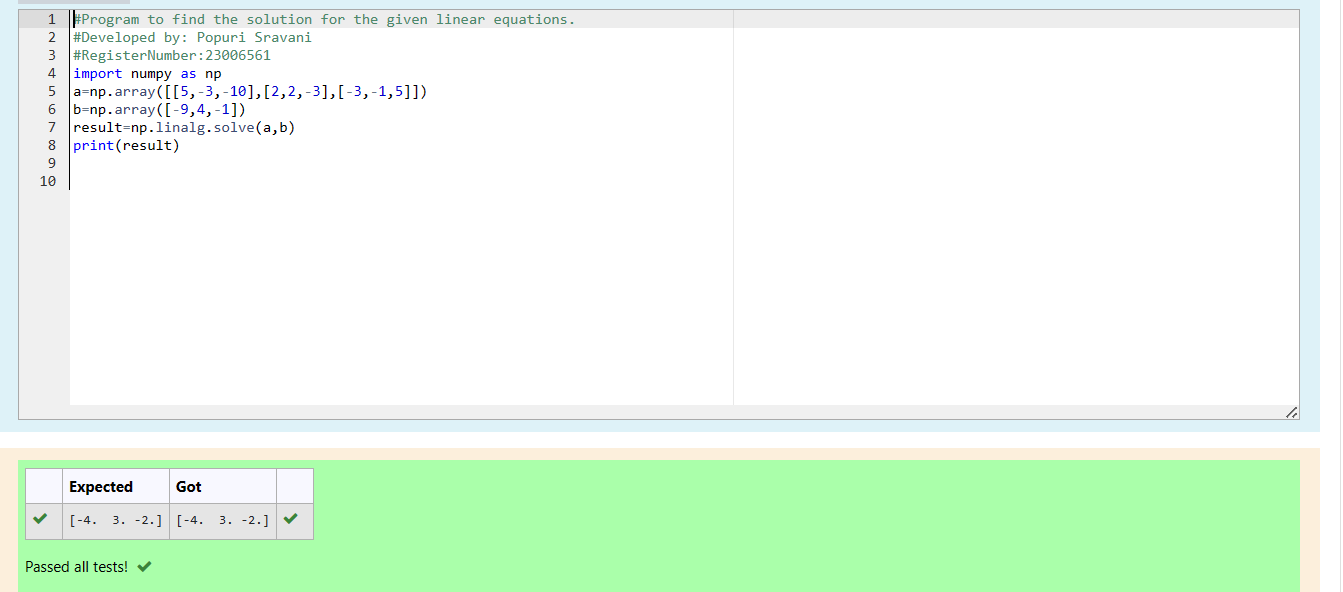 1 #Program to find the solution for the given linear equations.
2 #Developed by: Popuri Sravani
3 #RegisterNumber:23006561
4 import numpy as np
5 a=np.array([[5,-3,-10],[2,2,-3],[-3,-1,5]])
6 b=np.array([-9,4,-1])
7 result=np.linalg.solve(a,b)
8 print(result)
9
10
Expected Got
[-4.  3. -2.] [-4.  3. -2.]
Passed all tests!